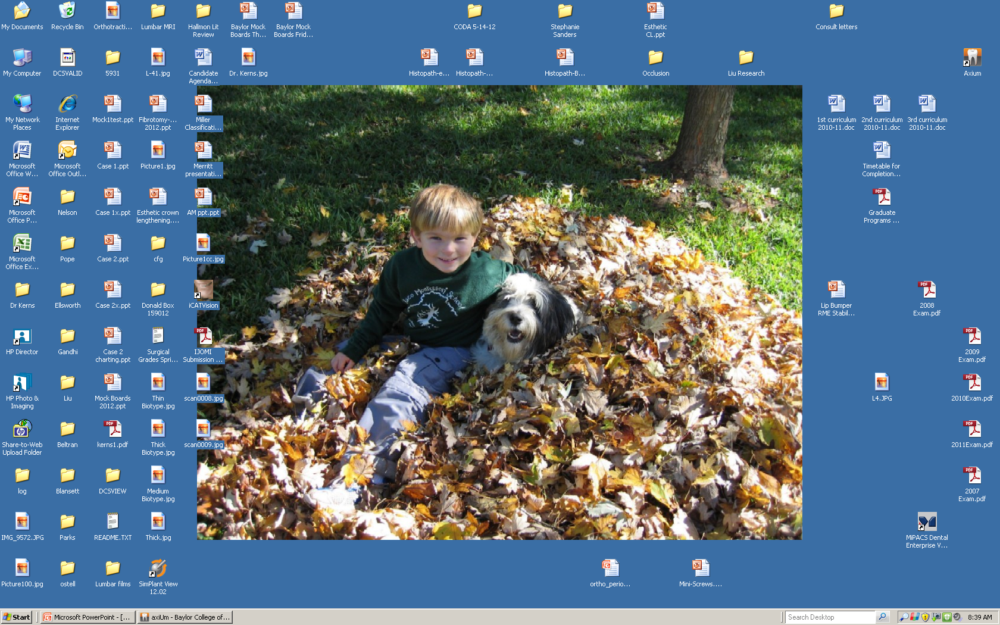 My Documents
Recycle Bin
Orthotracti...
Lumbar MRI
Hallmon Lit
Review
Baylor Mock
Boards Th...
Baylor Mock
Boards Frid...
CODA 5-14-12
Stephanie
Sanders
Esthetic
CL.ppt
Consult letters
My Computer
DCSVALID
5931
L-41.jpg
Candidate
Agenda...
Dr. Kerns.jpg
Histopath-e...
Histopath-...
Histopath-B...
Occlusion
Liu Research
Axium
My Network
Places
Internet
Explorer
Mock1test.ppt
Fibrotomy-...
2012.ppt
Miller
Classificati...
1st curriculum
2010-11.doc
2nd curriculum
2010-11.doc
3rd curriculum
2010-11.doc
Microsoft
Office W...
Microsoft
Office Outl...
Case 1.ppt
Picture1.jpg
Merritt
presentati...
Timetable for
Completion...
Microsoft
Office P...
Nelson
Case 1x.ppt
Esthetic crown
lengthening....
AM ppt.ppt
Graduate
Programs ...
Microsoft
Office Ex...
Pope
Case 2.ppt
cfg
Picture1cc.jpg
Dr Kerns
Ellsworth
Case 2x.ppt
Donald Box
159012
iCATVision
Montessori
Lip Bumper
RME Stabil...
2008
Exam.pdf
HP Director
Gandhi
Case 2
charting.ppt
Surgical
Grades Spri...
IJOMI
Submission ...
2009
Exam.pdf
HP Photo &
Imaging
Liu
Mock Boards
2012.ppt
Thin
Biotype.jpg
scan0008.jpg
L4.JPG
2010Exam.pdf
Share-to-Web
Upload Folder
Beltran
kerns1.pdf
Thick
Biotype.jpg
scan0009.jpg
2011Exam.pdf
log
Blansett
DCSVIEW
Medium
Biotype.jpg
2007
Exam.pdf
IMG_9572.JPG
Parks
README.TXT
Thick.jpg
MiPACS Dental
Enterprise V...
Picture100.jpg
ostell
Lumbar films
SimPlant View
12.02
ortho_perio...
Mini-Screws....
Start
Microsoft PowerPoint - [...
axiUm - Baylor College of...
Search Desktop
8:39 AM